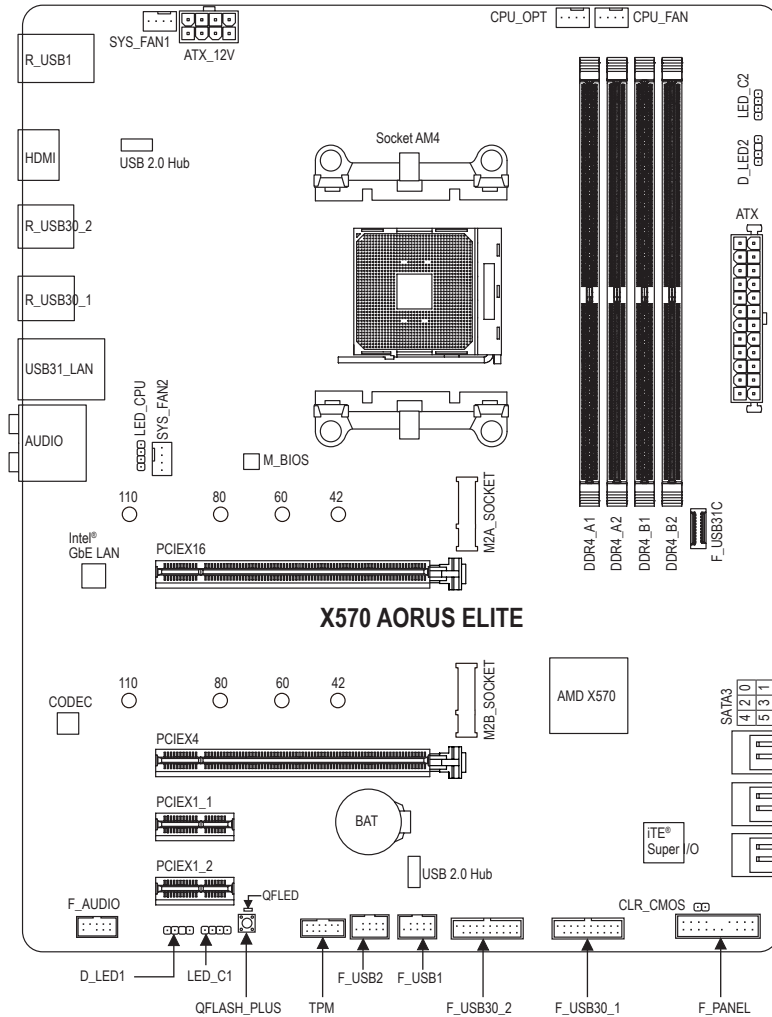 CPU_OPT
CPU_FAN
SYS_FAN1
ATX_12V
R_USB1
LED_C2
USB 2.0 Hub
Socket AM4
HDMI
D_LED2
R_USB30_2
ATX
R_USB30_1
USB31_LAN
LED_CPU
SYS_FAN2
AUDIO
M_BIOS
110
80
60
42
M2A_SOCKET
DDR4_A1
DDR4_A2
DDR4_B1
DDR4_B2
F_USB31C
Intel®
GbE LAN
PCIEX16
X570 AORUS ELITE
110
80
60
42
M2B_SOCKET
AMD X570
SATA3
4 2 0
5 3 1
CODEC
PCIEX4
PCIEX1_1
BAT
iTE®
Super I/O
PCIEX1_2
USB 2.0 Hub
F_AUDIO
QFLED
CLR_CMOS
D_LED1
LED_C1
F_USB2
F_USB1
QFLASH_PLUS
TPM
F_USB30_2
F_USB30_1
F_PANEL